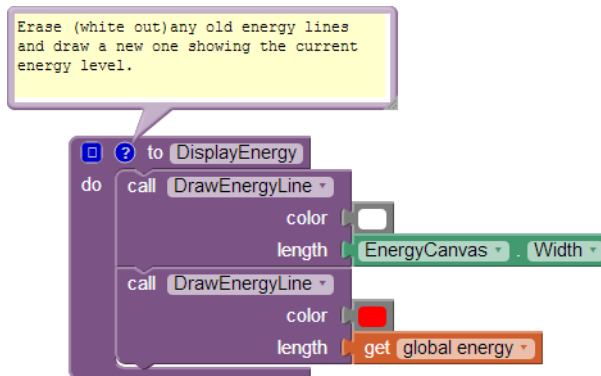 Erase (white out)any old energy lines
and draw a new one showing the current
energy level.
? to DisplayEnergy
do call DrawEnergyLine
color
length EnergyCanvas . Width
call DrawEnergyLine
color
length get global energy